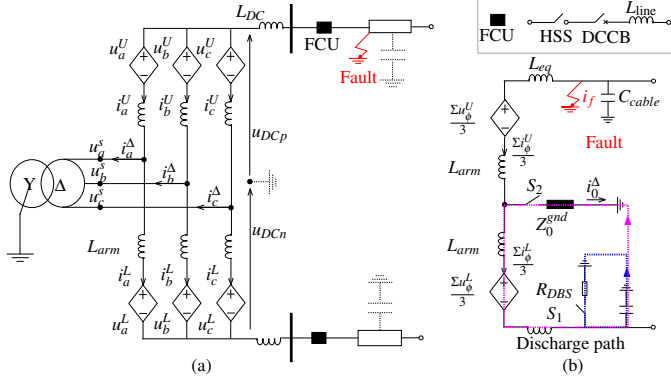 L_DC
FCU
Fault
u_a^U u_b^U u_c^U
i_a^U i_b^U i_c^U
u_DCp
u_a^s i_a^Δ
u_b^s i_b^Δ
u_c^s i_c^Δ
Y Δ
u_DCn
L_arm
i_a^L i_b^L i_c^L
u_a^L u_b^L u_c^L
(a)
FCU HSS DCCB L_line
L_eq
i_f C_cable
Fault
Σu_ϕ^U/3
Σi_ϕ^U/3
L_arm
S_2 i_0^Δ
Z_0^gnd
L_arm
Σi_ϕ^L/3
Σu_ϕ^L/3
R_DBS
S_1
Discharge path
(b)